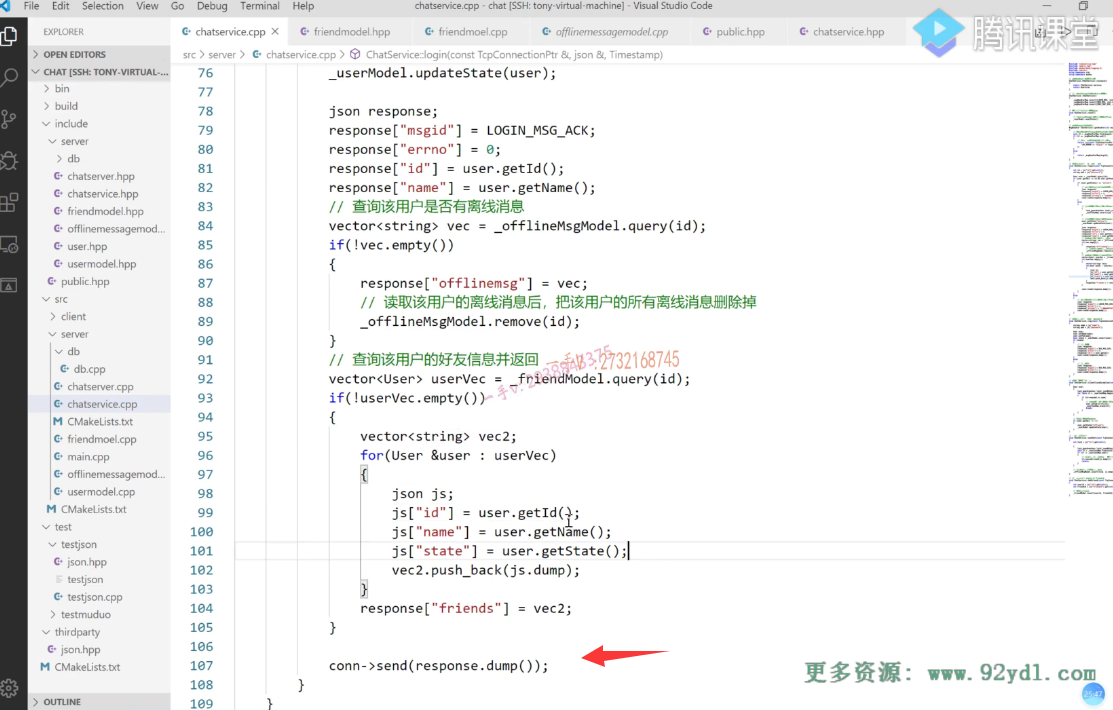 File Edit Selection View Go Debug Terminal Help
chatservice.cpp - chat [SSH: tony-virtual-machine] - Visual Studio Code
腾讯课堂
EXPLORER
OPEN EDITORS
CHAT [SSH: TONY-VIRTUAL-...
bin
build
include
server
db
chatserver.hpp
chatservice.hpp
friendmodel.hpp
offlinemessagemod...
user.hpp
usermodel.hpp
public.hpp
src
client
server
db
db.cpp
chatserver.cpp
chatservice.cpp
CMakeLists.txt
friendmoel.cpp
main.cpp
offlinemessagemod...
usermodel.cpp
CMakeLists.txt
test
testjson
json.hpp
testjson
testjson.cpp
testmuduo
thirdparty
json.hpp
CMakeLists.txt
OUTLINE
chatservice.cpp
friendmodel.hpp
friendmoel.cpp
offlinemessagemodel.cpp
public.hpp
chatservice.hpp
src > server > chatservice.cpp > ChatService::login(const TcpConnectionPtr &, json &, Timestamp)
76 _userModel.updateState(user);
77
78 json response;
79 response["msgid"] = LOGIN_MSG_ACK;
80 response["errno"] = 0;
81 response["id"] = user.getId();
82 response["name"] = user.getName();
83 // 查询该用户是否有离线消息
84 vector<string> vec = _offlineMsgModel.query(id);
85 if(!vec.empty())
86 {
87 response["offlinemsg"] = vec;
88 // 读取该用户的离线消息后，把该用户的所有离线消息删除掉
89 _offlineMsgModel.remove(id);
90 }
91 // 查询该用户的好友信息并返回
92 vector<User> userVec = _friendModel.query(id);
93 if(!userVec.empty())
94 {
95 vector<string> vec2;
96 for(User &user : userVec)
97 {
98 json js;
99 js["id"] = user.getId();
100 js["name"] = user.getName();
101 js["state"] = user.getState();
102 vec2.push_back(js.dump);
103 }
104 response["friends"] = vec2;
105 }
106
107 conn->send(response.dump());
108 }
109 }
2732168745
更多资源: www.92ydl.com
25:47